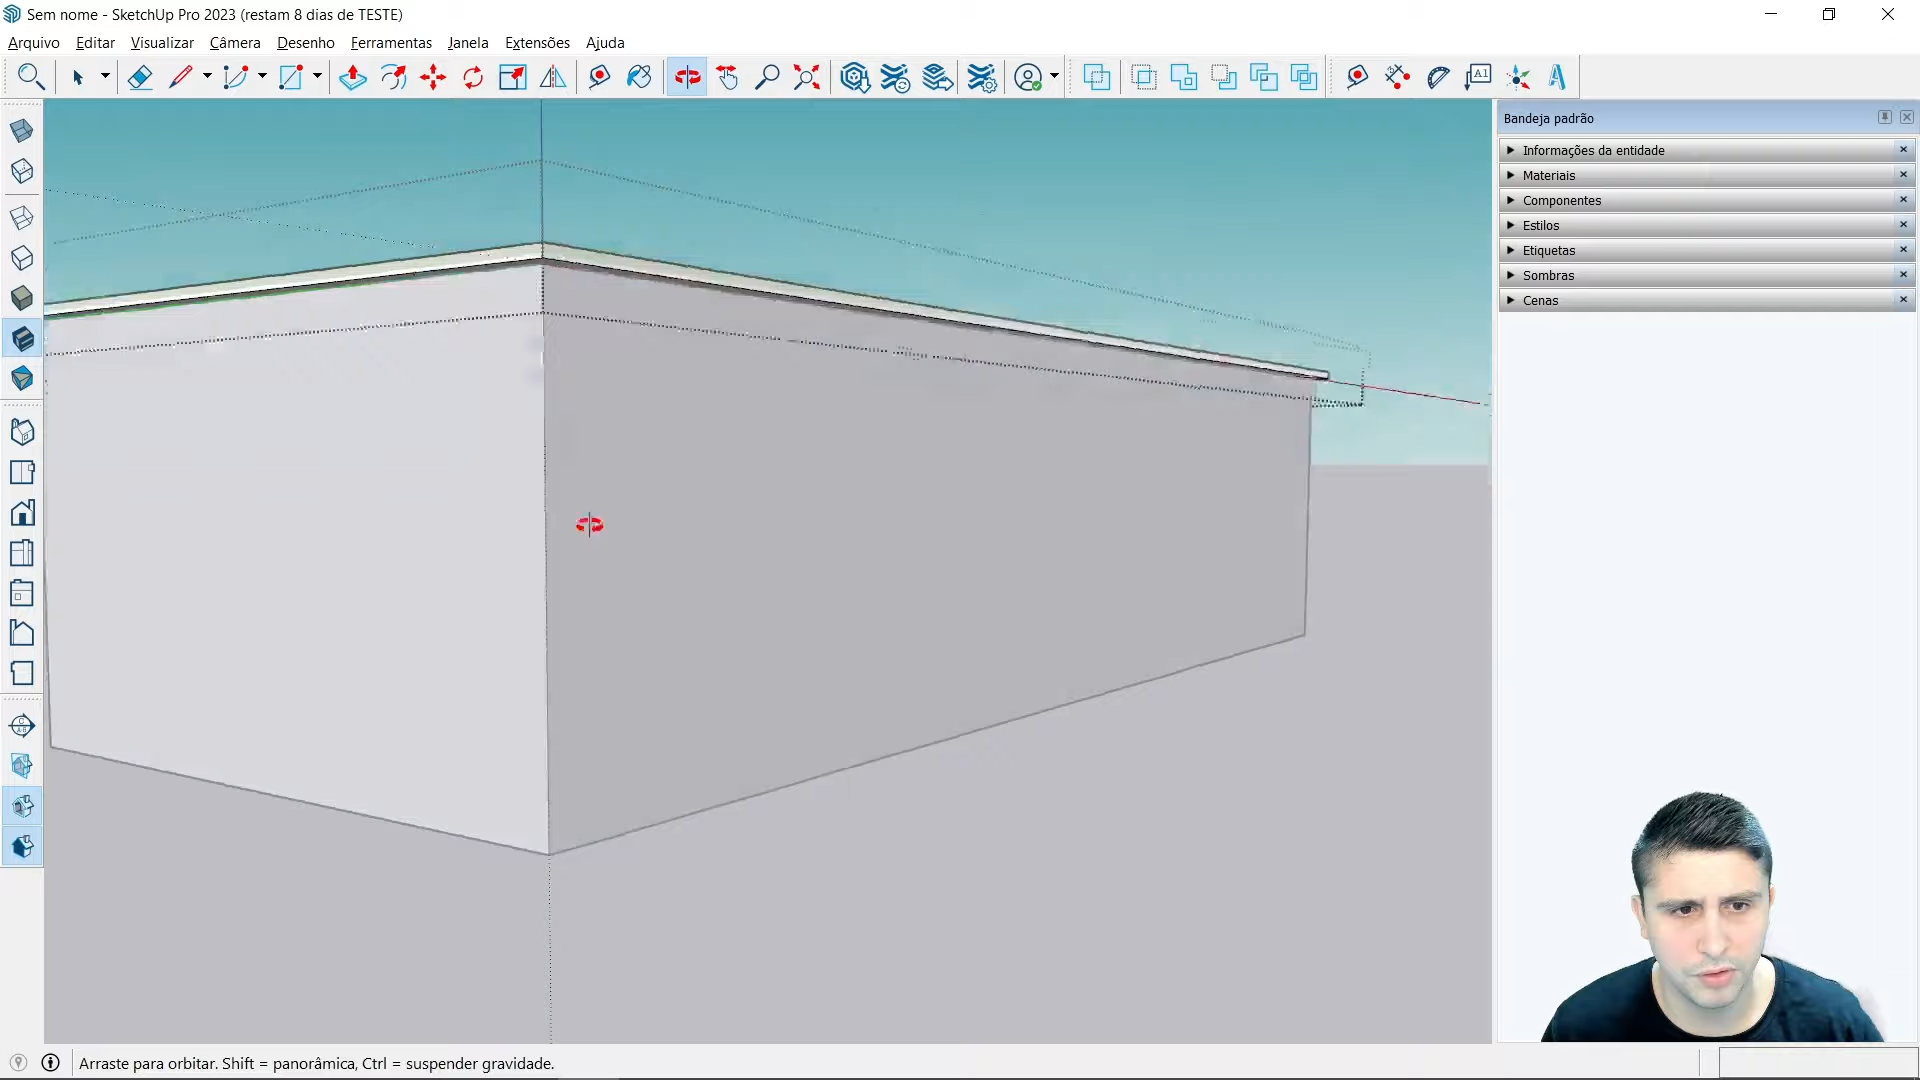 Sem nome - SketchUp Pro 2023 (restam 8 dias de TESTE)
Arquivo Editar Visualizar Câmera Desenho Ferramentas Janela Extensões Ajuda
A1
Bandeja padrão
Informações da entidade
Materiais
Componentes
Estilos
Etiquetas
Sombras
Cenas
Arraste para orbitar. Shift = panorâmica, Ctrl = suspender gravidade.